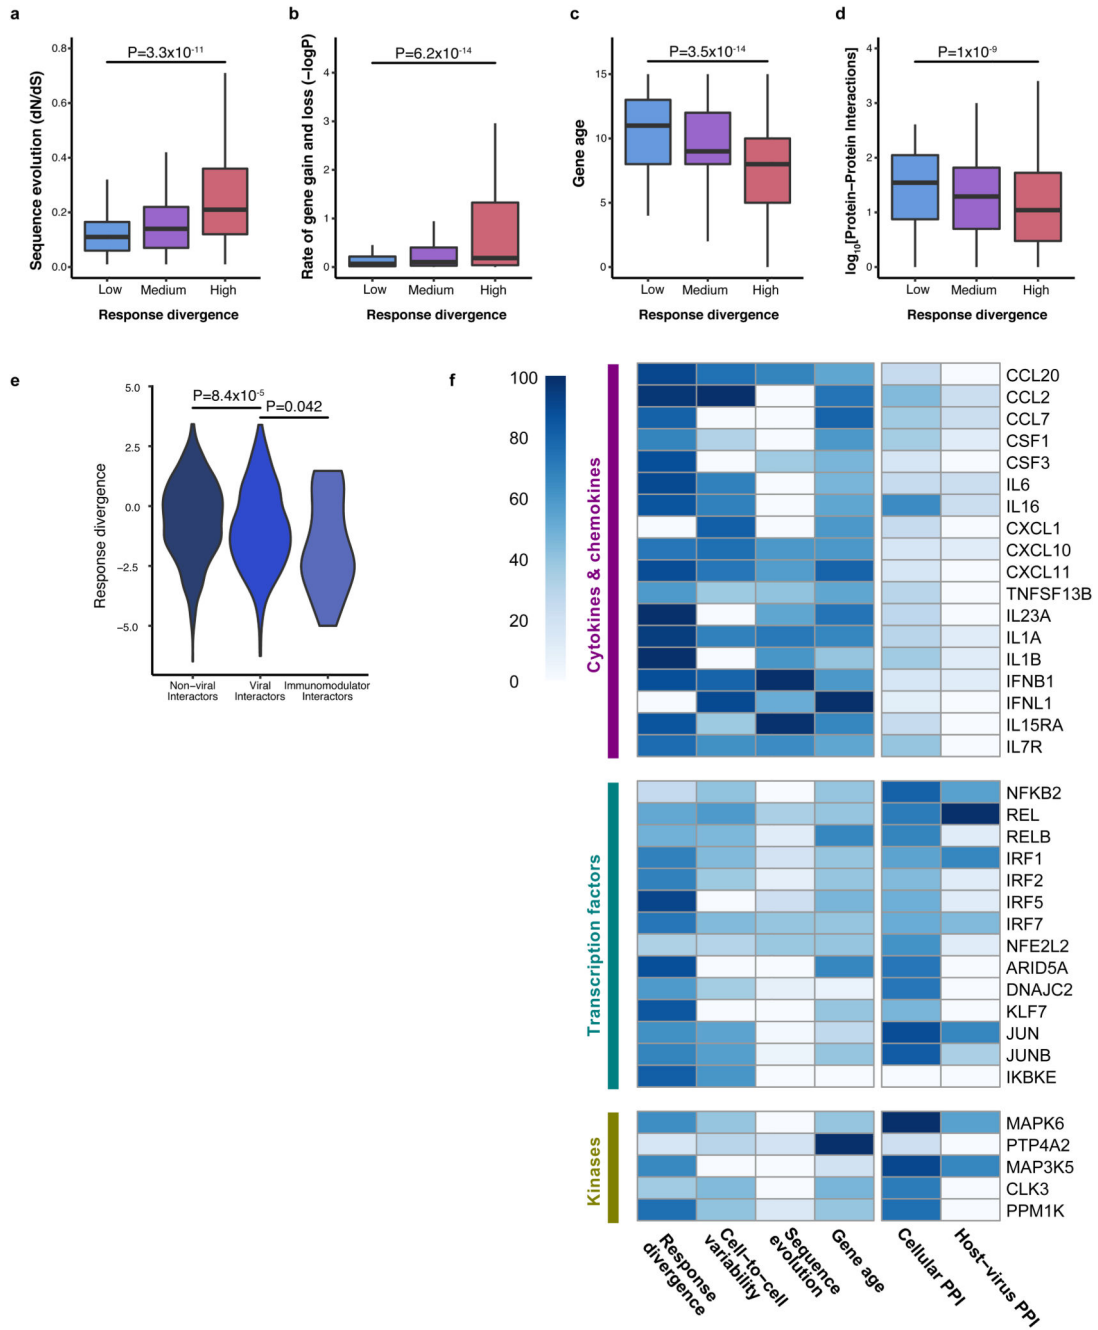 a
P=3.3x10-11
Sequence evolution (dN/dS)
0.8
0.6
0.4
0.2
0.0
Low Medium High
Response divergence
b
P=6.2x10-14
Rate of gene gain and loss (−logP)
4
3
2
1
0
Low Medium High
Response divergence
c
P=3.5x10-14
Gene age
15
10
5
0
Low Medium High
Response divergence
d
P=1x10-9
log10[Protein−Protein Interactions]
4
3
2
1
0
Low Medium High
Response divergence
e
P=8.4x10-5
P=0.042
Response divergence
5.0
2.5
0.0
−2.5
−5.0
Non−viral Interactors
Viral Interactors
Immunomodulator Interactors
f
100
80
60
40
20
0
Cytokines & chemokines
CCL20
CCL2
CCL7
CSF1
CSF3
IL6
IL16
CXCL1
CXCL10
CXCL11
TNFSF13B
IL23A
IL1A
IL1B
IFNB1
IFNL1
IL15RA
IL7R
Transcription factors
NFKB2
REL
RELB
IRF1
IRF2
IRF5
IRF7
NFE2L2
ARID5A
DNAJC2
KLF7
JUN
JUNB
IKBKE
Kinases
MAPK6
PTP4A2
MAP3K5
CLK3
PPM1K
Response divergence
Cell−to−cell variability
Sequence evolution
Gene age
Cellular PPI
Host−virus PPI